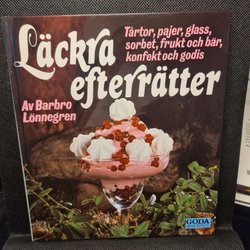 Läckra
efterrätter
Tårtor, pajer, glass,
sorbet, frukt och bär,
konfekt och godis
Av Barbro
Lönnegren
GODA